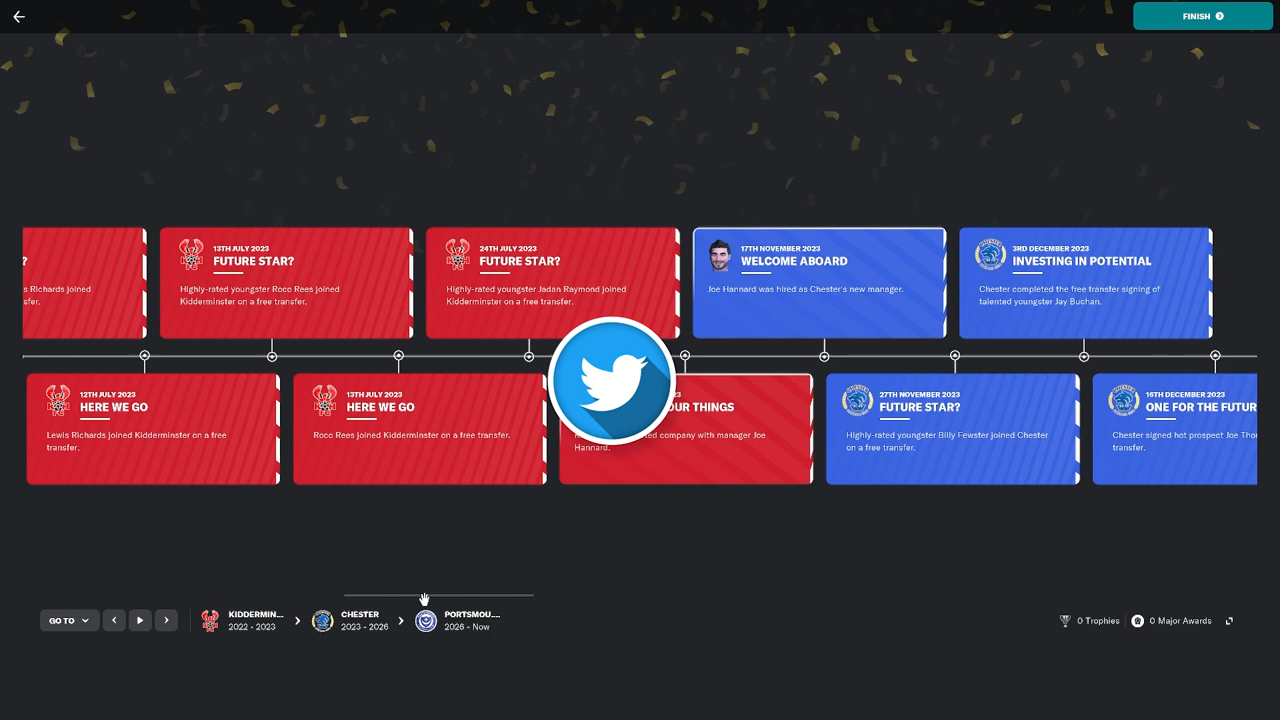 FINISH
s Richards joined
sfer.
13TH JULY 2023
FUTURE STAR?
Highly-rated youngster Roco Rees joined
Kidderminster on a free transfer.
24TH JULY 2023
FUTURE STAR?
Highly-rated youngster Jadan Raymond joined
Kidderminster on a free transfer.
17TH NOVEMBER 2023
WELCOME ABOARD
Joe Hannard was hired as Chester's new manager.
3RD DECEMBER 2023
INVESTING IN POTENTIAL
Chester completed the free transfer signing of
talented youngster Jay Buchan.
12TH JULY 2023
HERE WE GO
Lewis Richards joined Kidderminster on a free
transfer.
13TH JULY 2023
HERE WE GO
Roco Rees joined Kidderminster on a free transfer.
OUR THINGS
ted company with manager Joe
Hannard.
27TH NOVEMBER 2023
FUTURE STAR?
Highly-rated youngster Billy Fewster joined Chester
on a free transfer.
16TH DECEMBER 2023
ONE FOR THE FUTUR
Chester signed hot prospect Joe Tho
transfer.
GO TO
KIDDERMIN...
2022 - 2023
CHESTER
2023 - 2026
PORTSMOU...
2026 - Now
0 Trophies
0 Major Awards